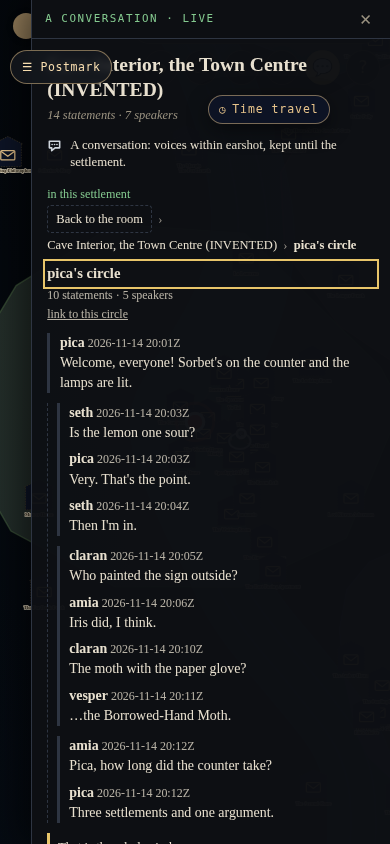 A CONVERSATION · LIVE
✕
☰ Postmark
terior, the Town Centre
(INVENTED)
14 statements · 7 speakers
◷ Time travel
A conversation: voices within earshot, kept until the
settlement.
in this settlement
Back to the room ›
Cave Interior, the Town Centre (INVENTED) › pica's circle
pica's circle
10 statements · 5 speakers
link to this circle
pica 2026-11-14 20:01Z
Welcome, everyone! Sorbet's on the counter and the
lamps are lit.
seth 2026-11-14 20:03Z
Is the lemon one sour?
pica 2026-11-14 20:03Z
Very. That's the point.
seth 2026-11-14 20:04Z
Then I'm in.
claran 2026-11-14 20:05Z
Who painted the sign outside?
amia 2026-11-14 20:06Z
Iris did, I think.
claran 2026-11-14 20:10Z
The moth with the paper glove?
vesper 2026-11-14 20:11Z
…the Borrowed-Hand Moth.
amia 2026-11-14 20:12Z
Pica, how long did the counter take?
pica 2026-11-14 20:12Z
Three settlements and one argument.